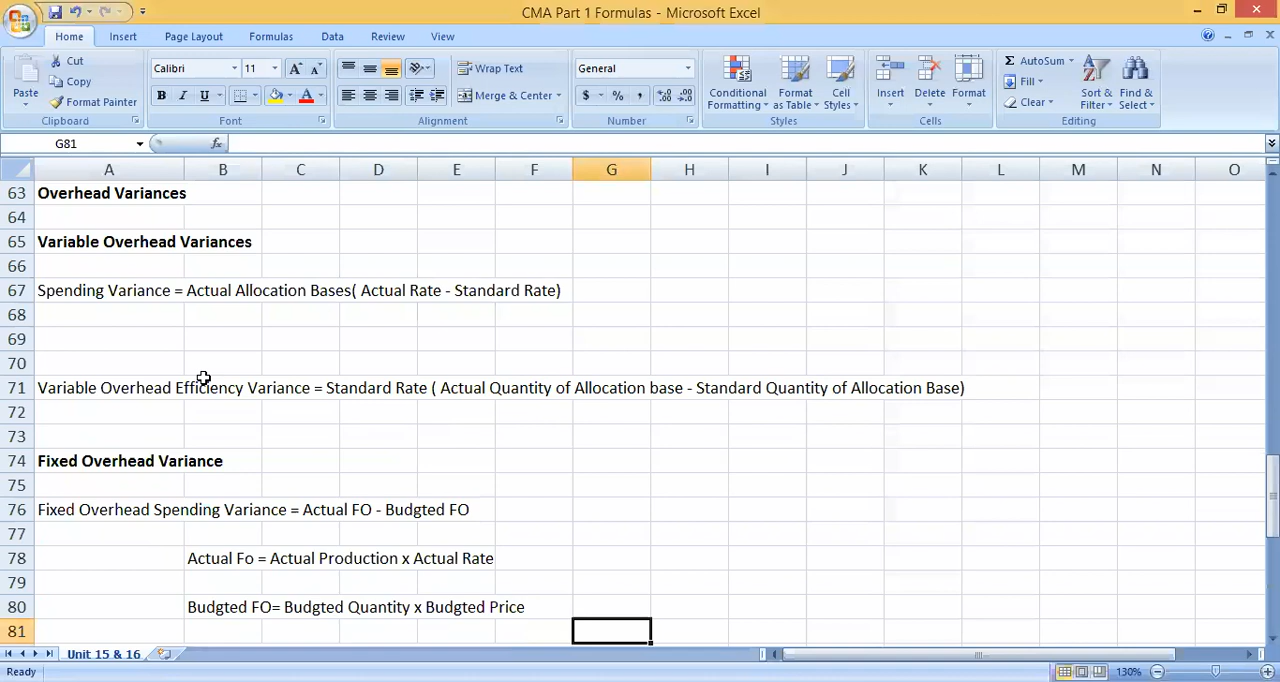 CMA Part 1 Formulas - Microsoft Excel
Home Insert Page Layout Formulas Data Review View
Paste Cut Copy Format Painter Clipboard
Calibri 11 A A B I U A Font
Wrap Text Merge & Center Alignment
General $ % , .0 .00 .00 .0 Number
Conditional Formatting Format as Table Cell Styles Styles
Insert Delete Format Cells
Σ AutoSum Fill Clear Sort & Filter Find & Select Editing
G81 fx
A B C D E F G H I J K L M N O
63 Overhead Variances
64
65 Variable Overhead Variances
66
67 Spending Variance = Actual Allocation Bases( Actual Rate - Standard Rate)
68
69
70
71 Variable Overhead Efficiency Variance = Standard Rate ( Actual Quantity of Allocation base - Standard Quantity of Allocation Base)
72
73
74 Fixed Overhead Variance
75
76 Fixed Overhead Spending Variance = Actual FO - Budgted FO
77
78 Actual Fo = Actual Production x Actual Rate
79
80 Budgted FO= Budgted Quantity x Budgted Price
81
Unit 15 & 16
Ready 130%